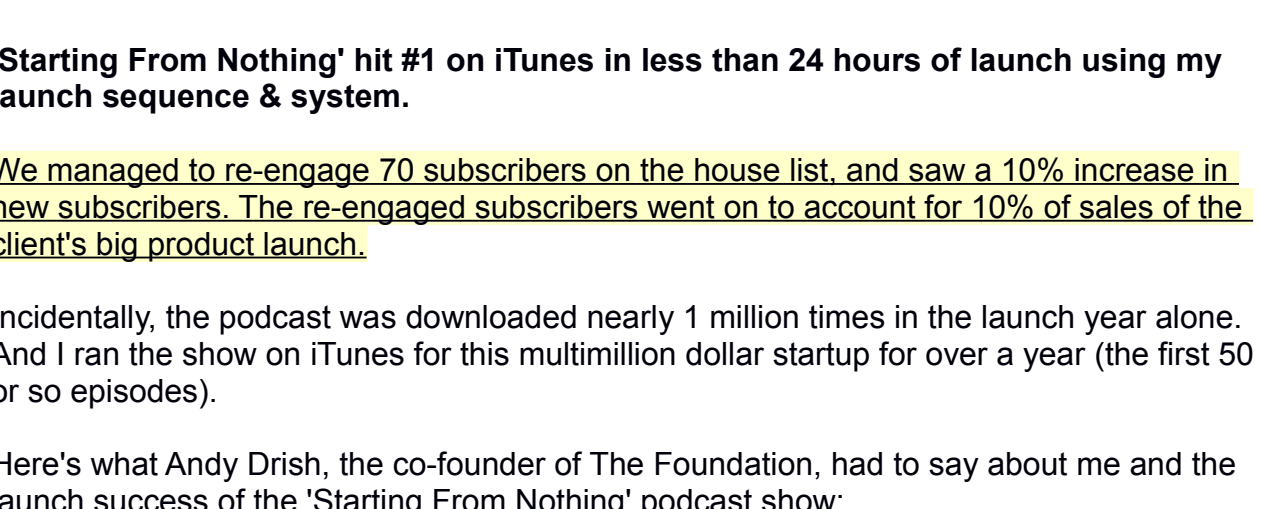 Starting From Nothing' hit #1 on iTunes in less than 24 hours of launch using my
aunch sequence & system.
We managed to re-engage 70 subscribers on the house list, and saw a 10% increase in
new subscribers. The re-engaged subscribers went on to account for 10% of sales of the
client's big product launch.
ncidentally, the podcast was downloaded nearly 1 million times in the launch year alone.
And I ran the show on iTunes for this multimillion dollar startup for over a year (the first 50
or so episodes).
Here's what Andy Drish, the co-founder of The Foundation, had to say about me and the
launch success of the 'Starting From Nothing' podcast show: